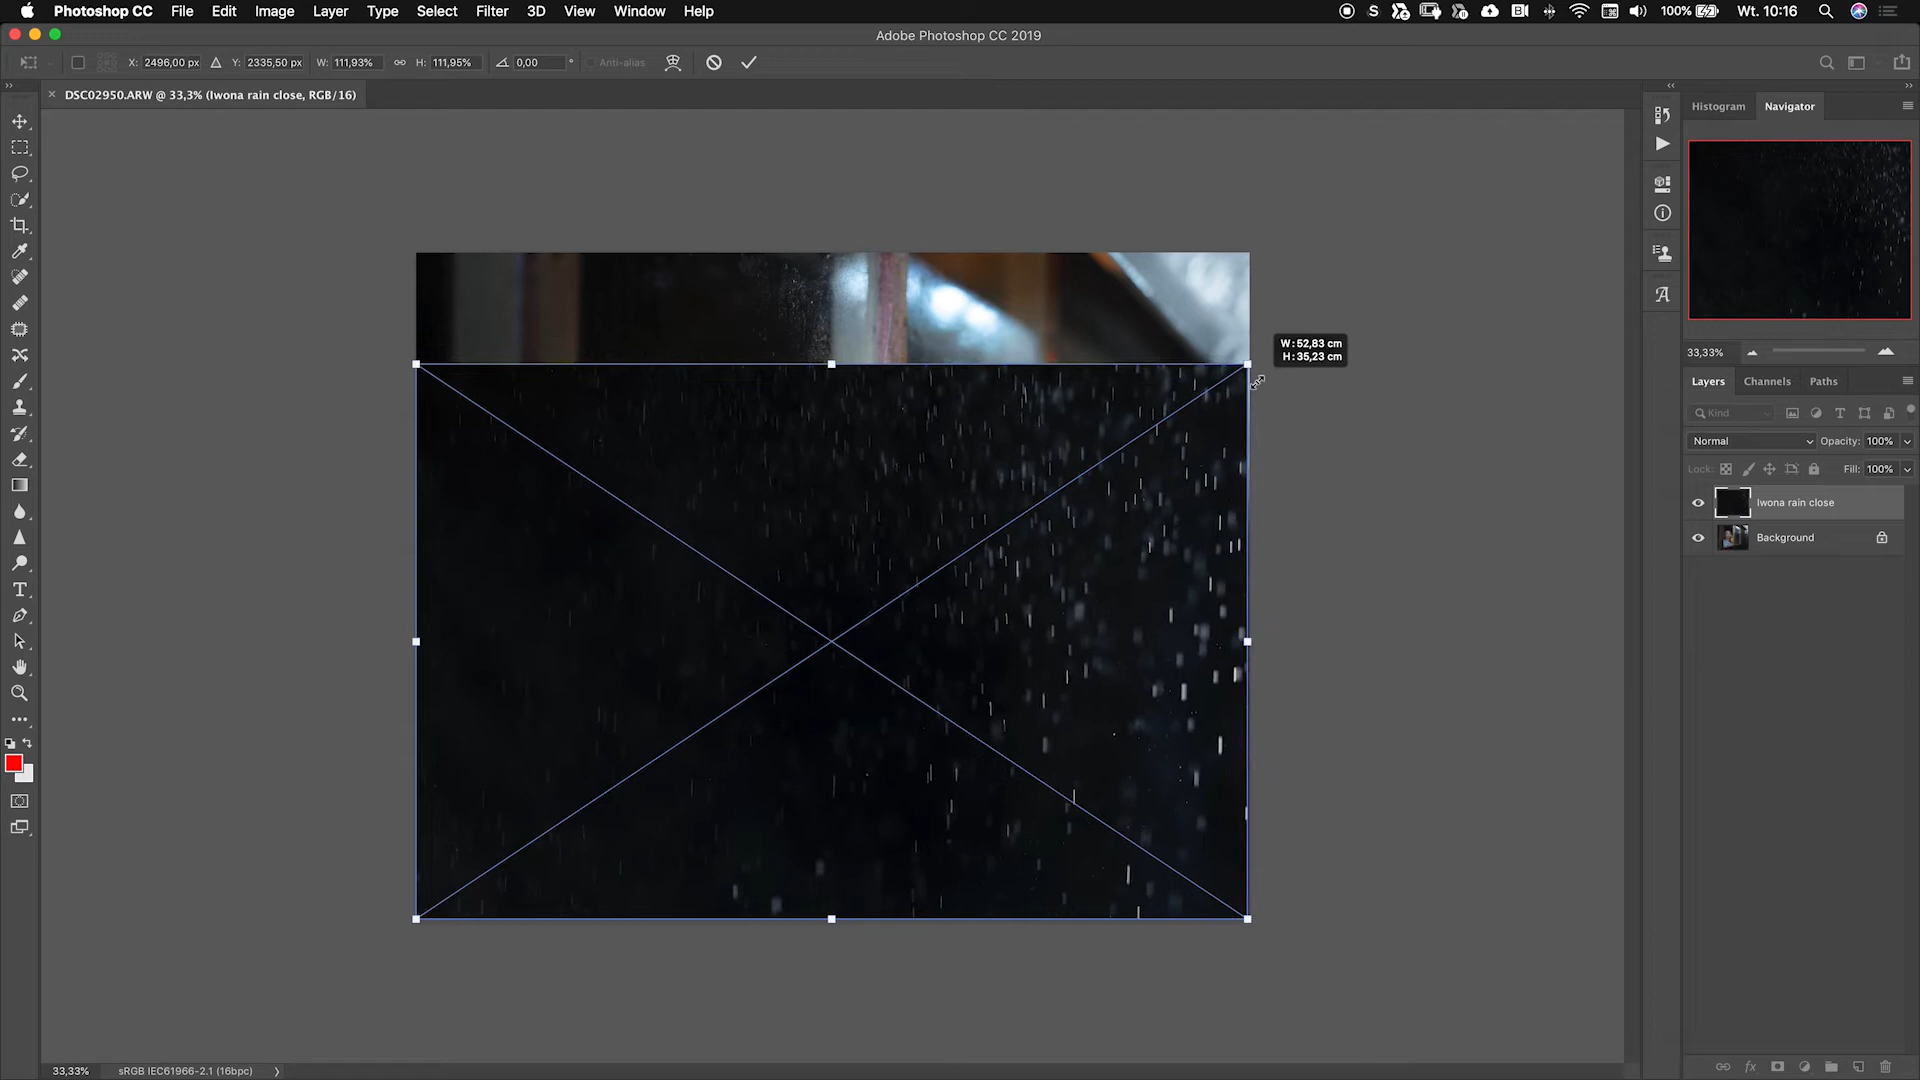 Photoshop CC File Edit Image Layer Type Select Filter 3D View Window Help 100% Wt. 10:16
Adobe Photoshop CC 2019
X: 2496,00 px Y: 2335,50 px W: 111,93% H: 111,95% 0,00 ° Anti-alias
DSC02950.ARW @ 33,3% (Iwona rain close, RGB/16)
Histogram Navigator
W: 52,83 cm
H: 35,23 cm
33,33%
Layers Channels Paths
Kind
Normal Opacity: 100%
Lock: Fill: 100%
Iwona rain close
Background
33,33% sRGB IEC61966-2.1 (16bpc)